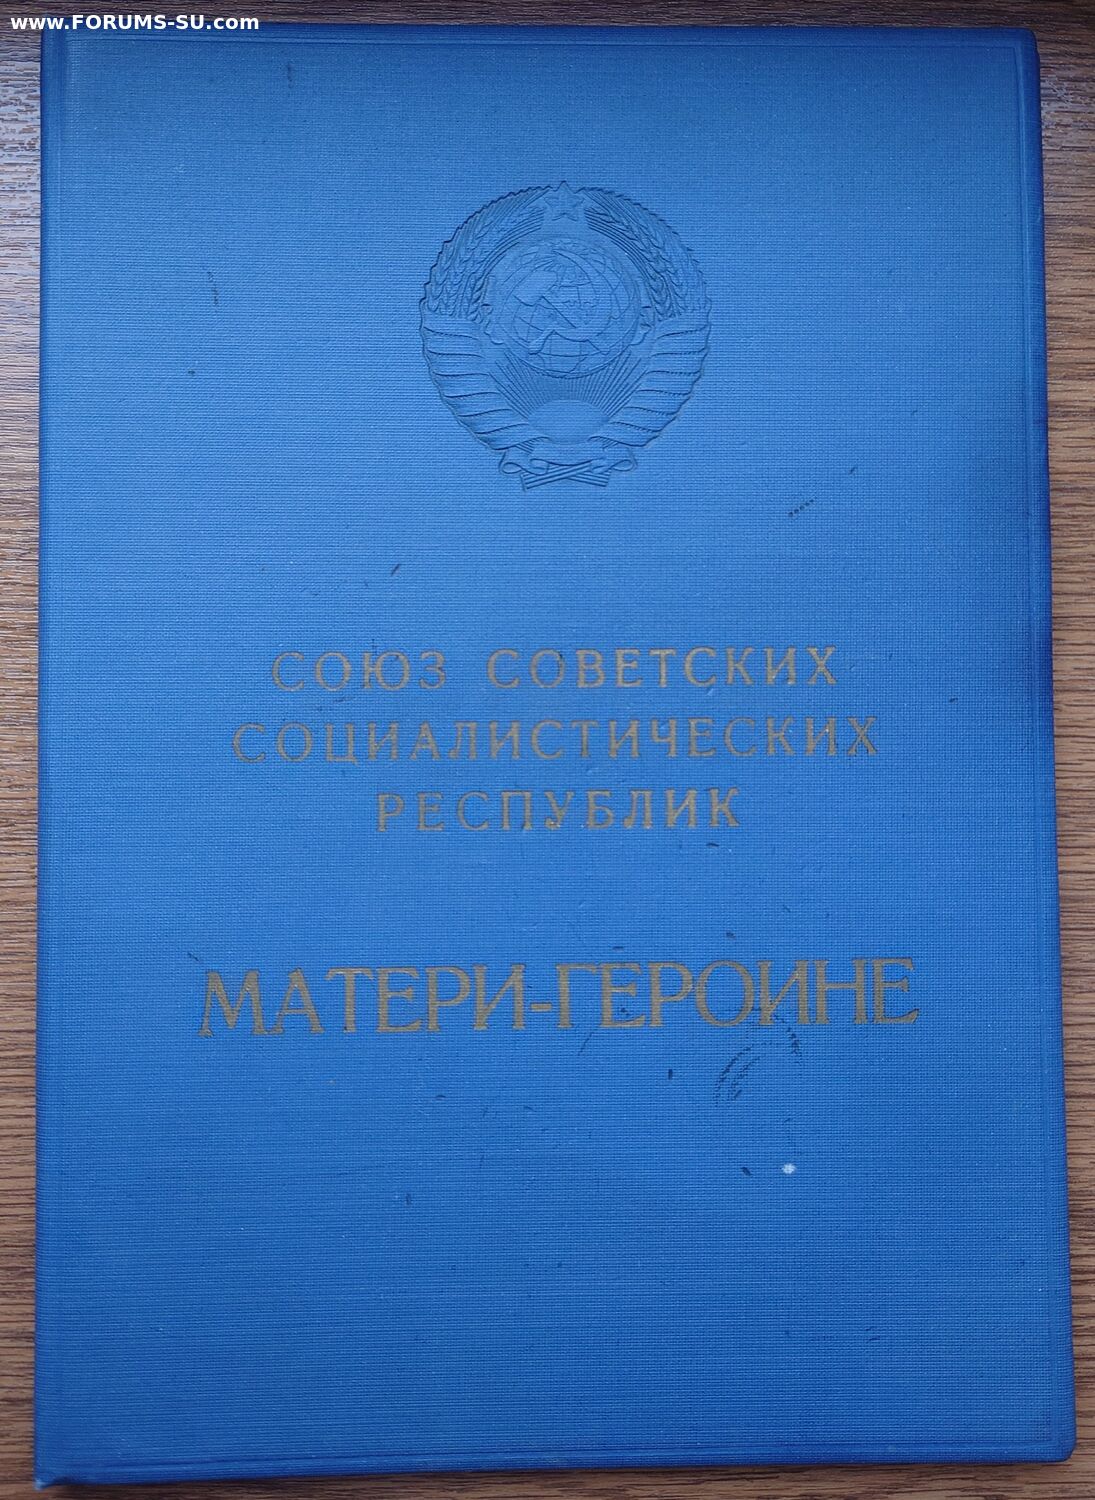 www.FORUMS-SU.com
СОЮЗ СОВЕТСКИХ
СОЦИАЛИСТИЧЕСКИХ
РЕСПУБЛИК
МАТЕРИ-ГЕРОИНЕ